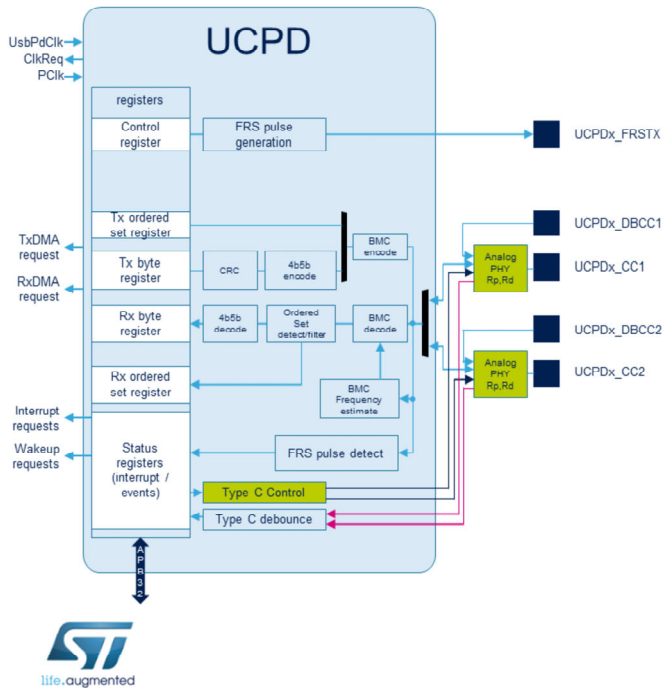 UCPD
UsbPdClk
ClkReq
PClk
registers
Control
register
FRS pulse
generation
UCPDx_FRSTX
Tx ordered
set register
BMC
encode
UCPDx_DBCC1
TxDMA
request
Tx byte
register
CRC
4b5b
encode
Analog
PHY
Rp,Rd
UCPDx_CC1
RxDMA
request
Rx byte
register
4b5b
decode
Ordered
Set
detect/filter
BMC
decode
UCPDx_DBCC2
Analog
PHY
Rp,Rd
UCPDx_CC2
Rx ordered
set register
BMC
Frequency
estimate
Interrupt
requests
Wakeup
requests
Status
registers
(interrupt /
events)
FRS pulse detect
Type C Control
Type C debounce
APB32
ST
life.augmented